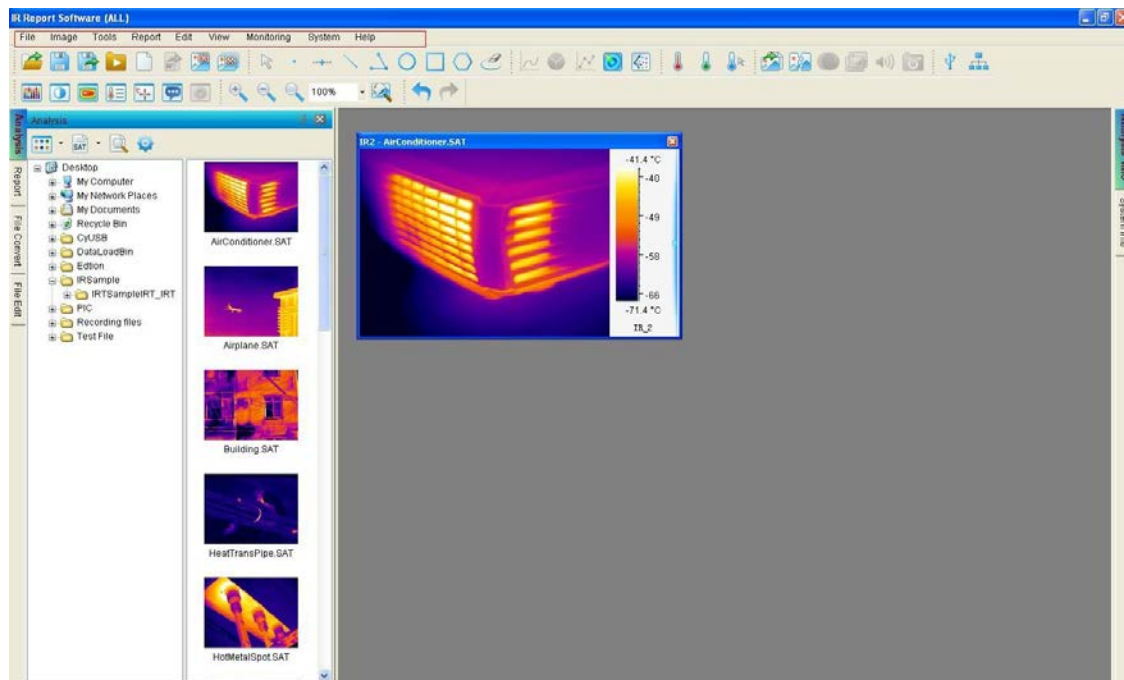 IR Report Software (ALL)
File Image Tools Report Edit View Monitoring System Help
100%
Analysis
Analysis
Report
File Convert
File Edit
SAT
Desktop
My Computer
My Network Places
My Documents
Recycle Bin
CyUSB
DataLoadBin
Edtion
IRSample
IRTSampleIRT_IRT
PIC
Recording files
Test File
AirConditioner.SAT
Airplane.SAT
Building.SAT
HeatTransPipe.SAT
HotMetalSpot.SAT
IR2 - AirConditioner.SAT
-41.4 °C
-40
-49
-58
-66
-71.4 °C
IR_2